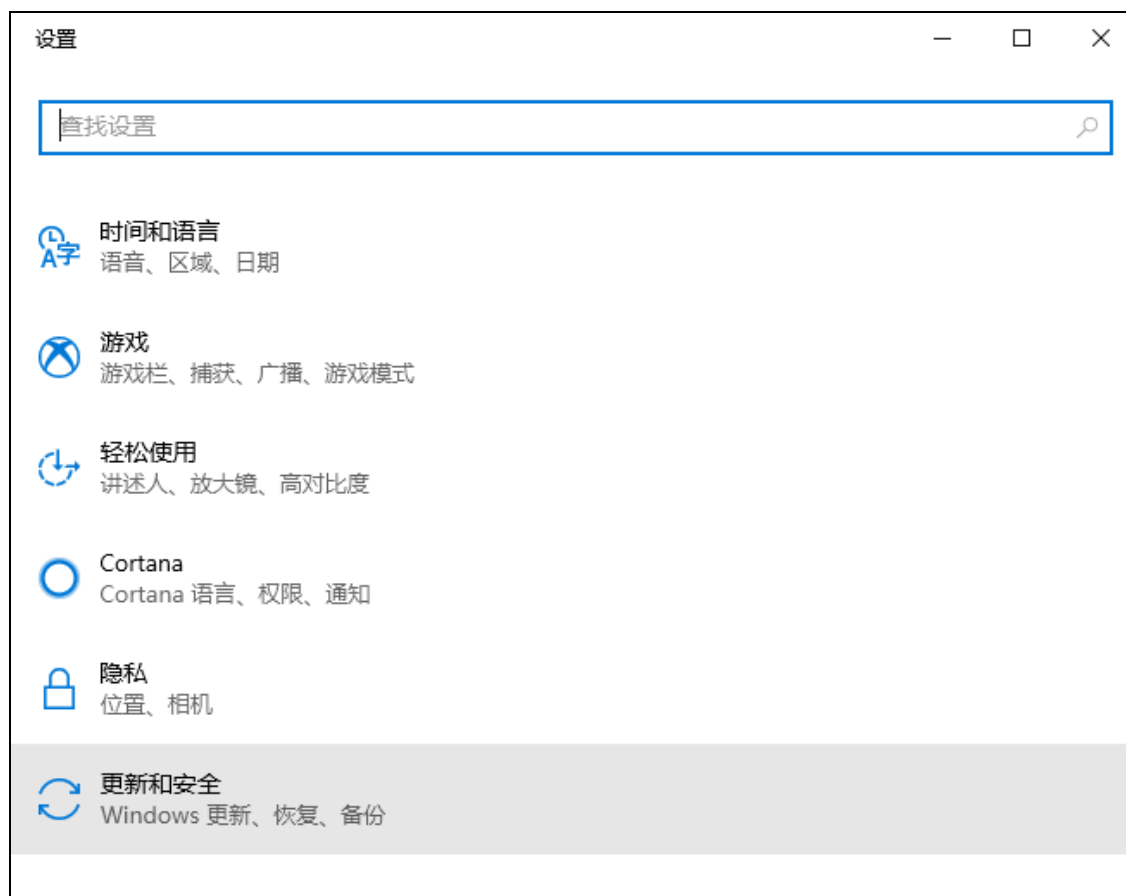 设置
查找设置
时间和语言
语音、区域、日期
游戏
游戏栏、捕获、广播、游戏模式
轻松使用
讲述人、放大镜、高对比度
Cortana
Cortana 语言、权限、通知
隐私
位置、相机
更新和安全
Windows 更新、恢复、备份